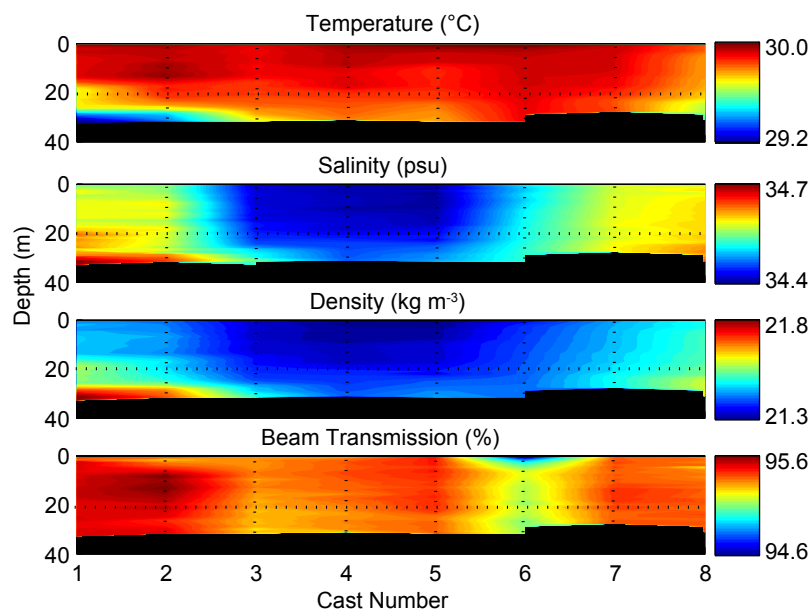 Temperature (°C)
0
20
40
30.0
29.2
Salinity (psu)
0
20
40
34.7
34.4
Depth (m)
Density (kg m-3)
0
20
40
21.8
21.3
Beam Transmission (%)
0
20
40
95.6
94.6
1 2 3 4 5 6 7 8
Cast Number